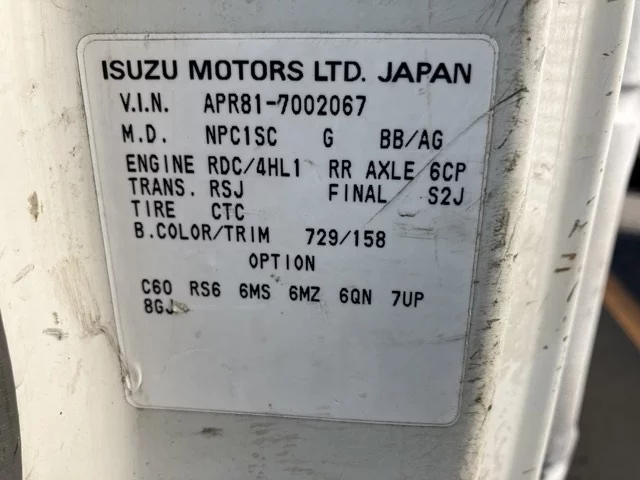 ISUZU MOTORS LTD. JAPAN
V.I.N. APR81-7002067
M.D. NPC1SC G BB/AG
ENGINE RDC/4HL1 RR AXLE 6CP
TRANS. RSJ FINAL S2J
TIRE CTC
B.COLOR/TRIM 729/158
OPTION
C60 RS6 6MS 6MZ 6QN 7UP
8GJ